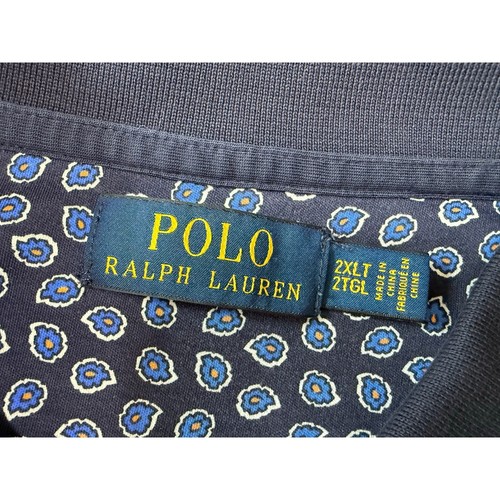 POLO
RALPH LAUREN
2XLT
2TGL
MADE IN
CHINA
FABRIQUÉ EN
CHINE